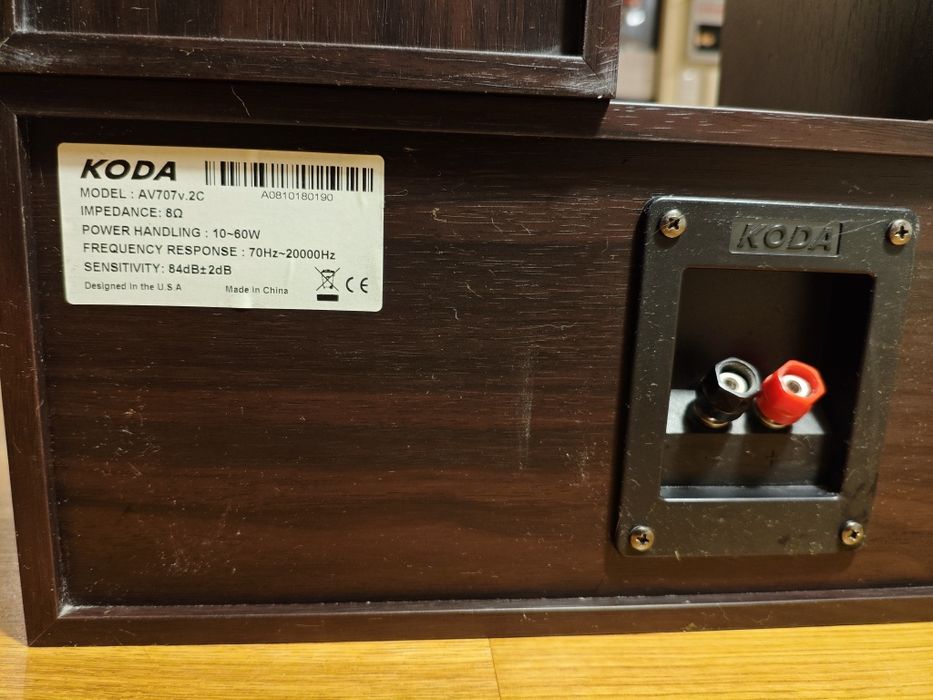 KODA
MODEL : AV707v.2C
A0810180190
IMPEDANCE: 8Ω
POWER HANDLING : 10~60W
FREQUENCY RESPONSE : 70Hz~20000Hz
SENSITIVITY: 84dB±2dB
Designed in the U.S.A
Made in China
CE
KODA
- +